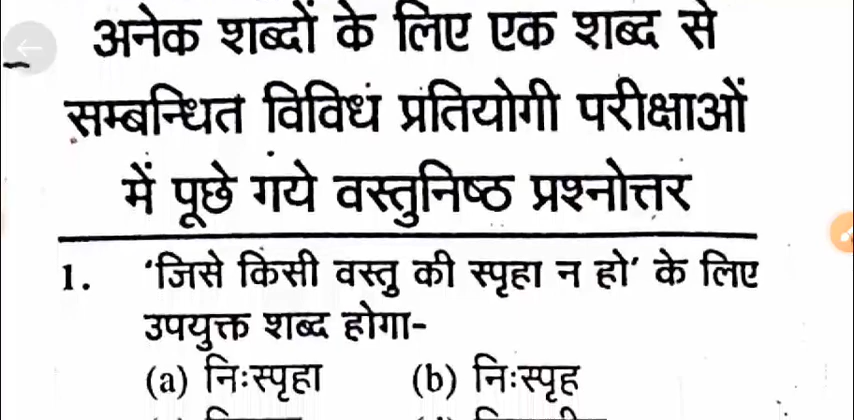 अनेक शब्दों के लिए एक शब्द से
सम्बन्धित विविध प्रतियोगी परीक्षाओं
में पूछे गये वस्तुनिष्ठ प्रश्नोत्तर
1. 'जिसे किसी वस्तु की स्पृहा न हो' के लिए
उपयुक्त शब्द होगा-
(a) निःस्पृहा (b) निःस्पृह